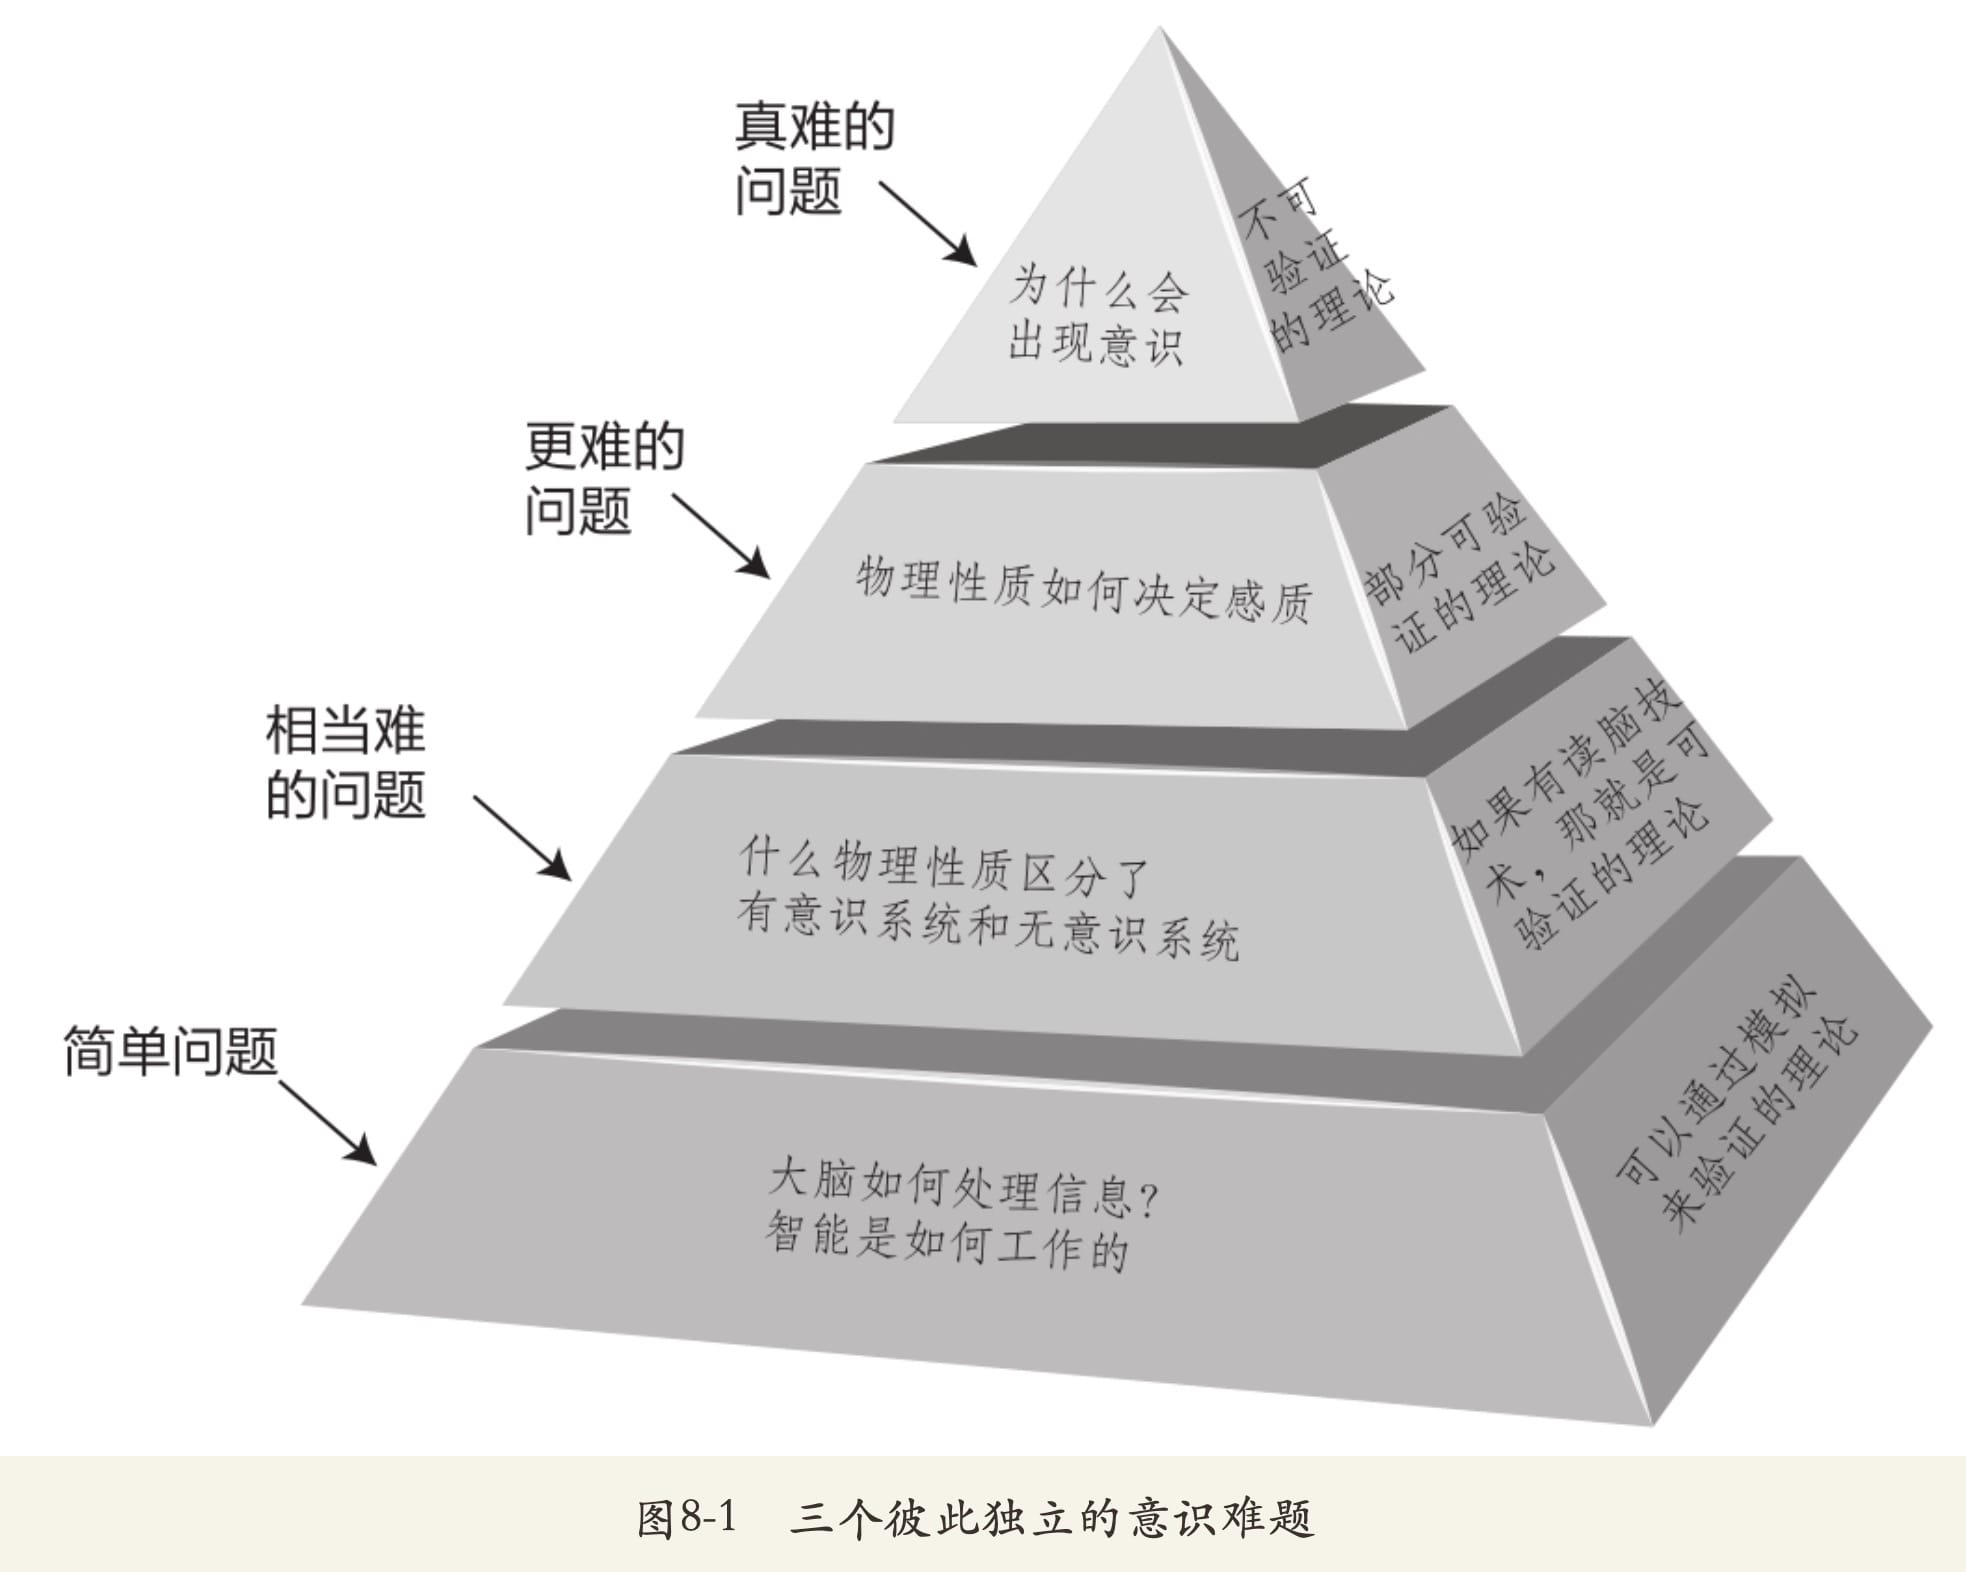 真难的
问题
为什么会
出现意识
不可
验证
的理论
更难的
问题
物理性质如何决定感质
部分可验
证的理论
相当难
的问题
什么物理性质区分了
有意识系统和无意识系统
如果有读脑技
术，那就是可
验证的理论
简单问题
大脑如何处理信息？
智能是如何工作的
可以通过模拟
来验证的理论
图8-1 三个彼此独立的意识难题